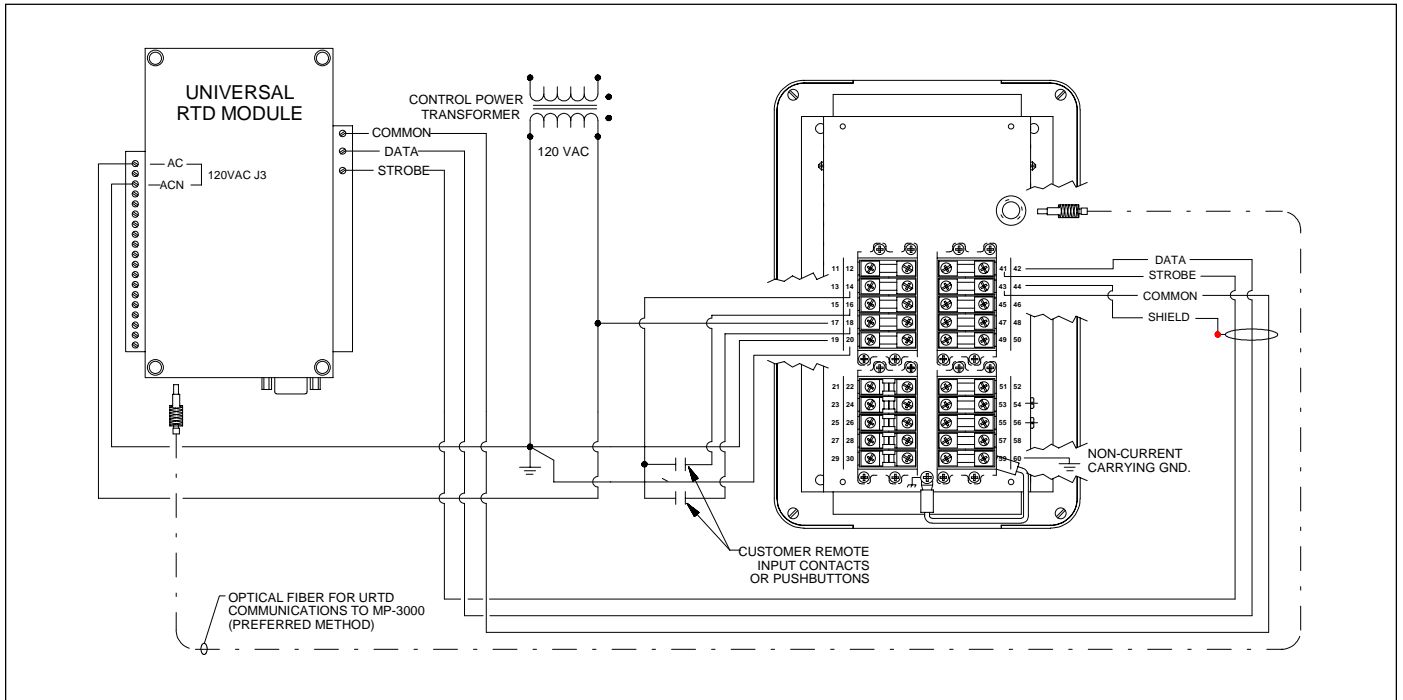 UNIVERSAL
RTD MODULE
COMMON
DATA
STROBE
AC
ACN
120VAC J3
CONTROL POWER
TRANSFORMER
120 VAC
11 12
13 14
15 16
17 18
19 20
21 22
23 24
25 26
27 28
29 30
41 42
43 44
45 46
47 48
49 50
51 52
53 54
55 56
57 58
59 60
DATA
STROBE
COMMON
SHIELD
NON-CURRENT
CARRYING GND.
CUSTOMER REMOTE
INPUT CONTACTS
OR PUSHBUTTONS
OPTICAL FIBER FOR URTD
COMMUNICATIONS TO MP-3000
(PREFERRED METHOD)